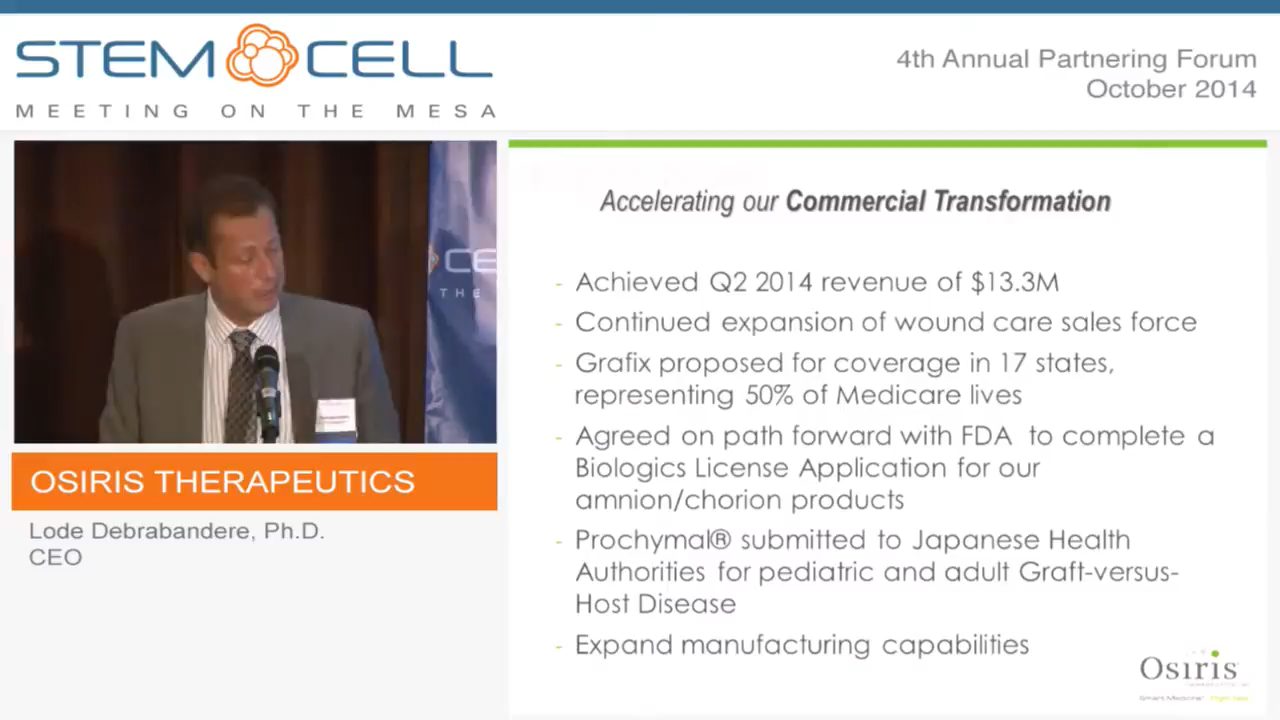 STEM CELL
MEETING ON THE MESA
4th Annual Partnering Forum
October 2014
CE
THE
OSIRIS THERAPEUTICS
Lode Debrabandere, Ph.D.
CEO
Accelerating our Commercial Transformation
- Achieved Q2 2014 revenue of $13.3M
- Continued expansion of wound care sales force
- Grafix proposed for coverage in 17 states,
representing 50% of Medicare lives
- Agreed on path forward with FDA to complete a
Biologics License Application for our
amnion/chorion products
- Prochymal® submitted to Japanese Health
Authorities for pediatric and adult Graft-versus-
Host Disease
- Expand manufacturing capabilities
Osiris